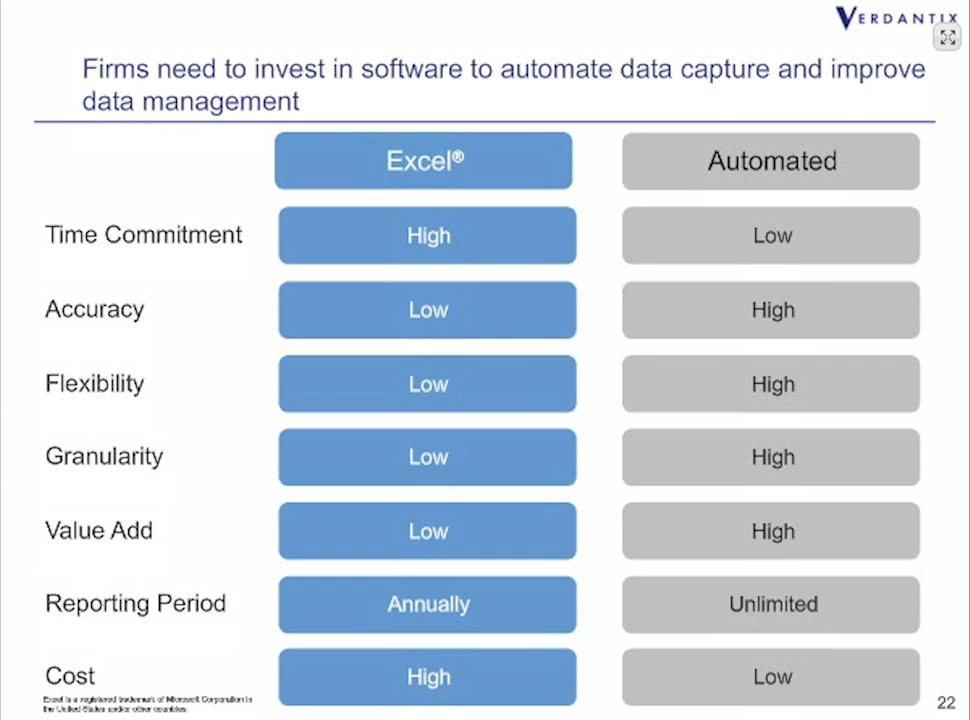 VERDANTIX
Firms need to invest in software to automate data capture and improve
data management
Excel® Automated
Time Commitment High Low
Accuracy Low High
Flexibility Low High
Granularity Low High
Value Add Low High
Reporting Period Annually Unlimited
Cost High Low
Excel is a registered trademark of Microsoft Corporation in
the United States and/or other countries
22